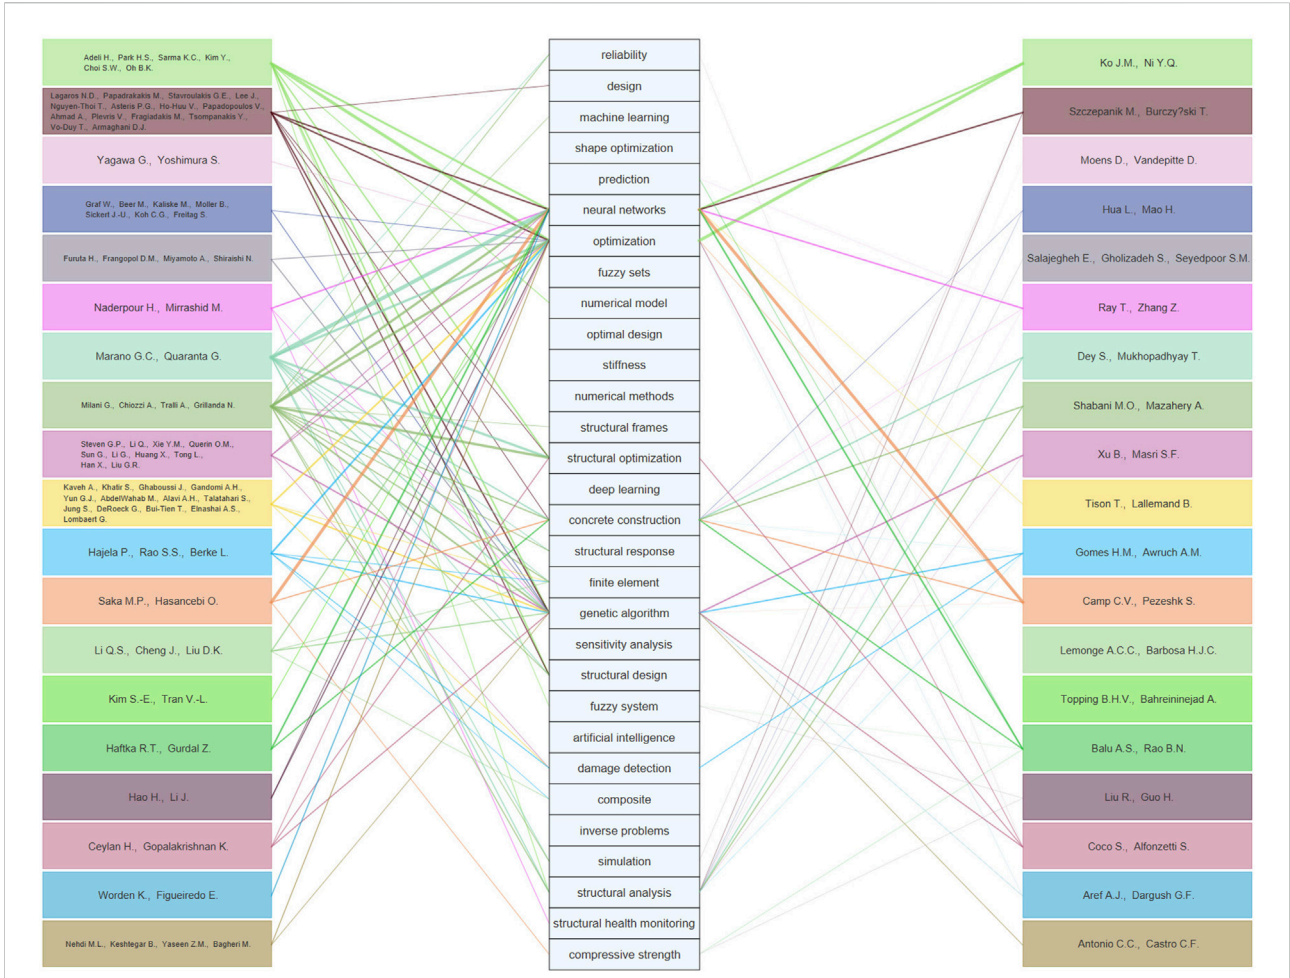 Adeli H., Park H.S., Sarma K.C., Kim Y.,
Choi S.W., Oh B.K.
Lagaros N.D., Papadrakakis M., Stavroulakis G.E., Lee J.,
Nguyen-Thoi T., Asteris P.G., Ho-Huu V., Papadopoulos V.,
Ahmad A., Plevris V., Fragiadakis M., Tsompanakis Y.,
Vo-Duy T., Armaghani D.J.
Yagawa G., Yoshimura S.
Graf W., Beer M., Kaliske M., Moller B.,
Sickert J.-U., Koh C.G., Freitag S.
Furuta H., Frangopol D.M., Miyamoto A., Shiraishi N.
Naderpour H., Mirrashid M.
Marano G.C., Quaranta G.
Milani G., Chiozzi A., Tralli A., Grillanda N.
Steven G.P., Li Q., Xie Y.M., Querin O.M.,
Sun G., Li G., Huang X., Tong L.,
Han X., Liu G.R.
Kaveh A., Khatir S., Ghaboussi J., Gandomi A.H.,
Yun G.J., AbdelWahab M., Alavi A.H., Talatahari S.,
Jung S., DeRoeck G., Bui-Tien T., Elnashai A.S.,
Lombaert G.
Hajela P., Rao S.S., Berke L.
Saka M.P., Hasancebi O.
Li Q.S., Cheng J., Liu D.K.
Kim S.-E., Tran V.-L.
Haftka R.T., Gurdal Z.
Hao H., Li J.
Ceylan H., Gopalakrishnan K.
Worden K., Figueiredo E.
Nehdi M.L., Keshtegar B., Yaseen Z.M., Bagheri M.
reliability
design
machine learning
shape optimization
prediction
neural networks
optimization
fuzzy sets
numerical model
optimal design
stiffness
numerical methods
structural frames
structural optimization
deep learning
concrete construction
structural response
finite element
genetic algorithm
sensitivity analysis
structural design
fuzzy system
artificial intelligence
damage detection
composite
inverse problems
simulation
structural analysis
structural health monitoring
compressive strength
Ko J.M., Ni Y.Q.
Szczepanik M., Burczy?ski T.
Moens D., Vandepitte D.
Hua L., Mao H.
Salajegheh E., Gholizadeh S., Seyedpoor S.M.
Ray T., Zhang Z.
Dey S., Mukhopadhyay T.
Shabani M.O., Mazahery A.
Xu B., Masri S.F.
Tison T., Lallemand B.
Gomes H.M., Awruch A.M.
Camp C.V., Pezeshk S.
Lemonge A.C.C., Barbosa H.J.C.
Topping B.H.V., Bahreininejad A.
Balu A.S., Rao B.N.
Liu R., Guo H.
Coco S., Alfonzetti S.
Aref A.J., Dargush G.F.
Antonio C.C., Castro C.F.